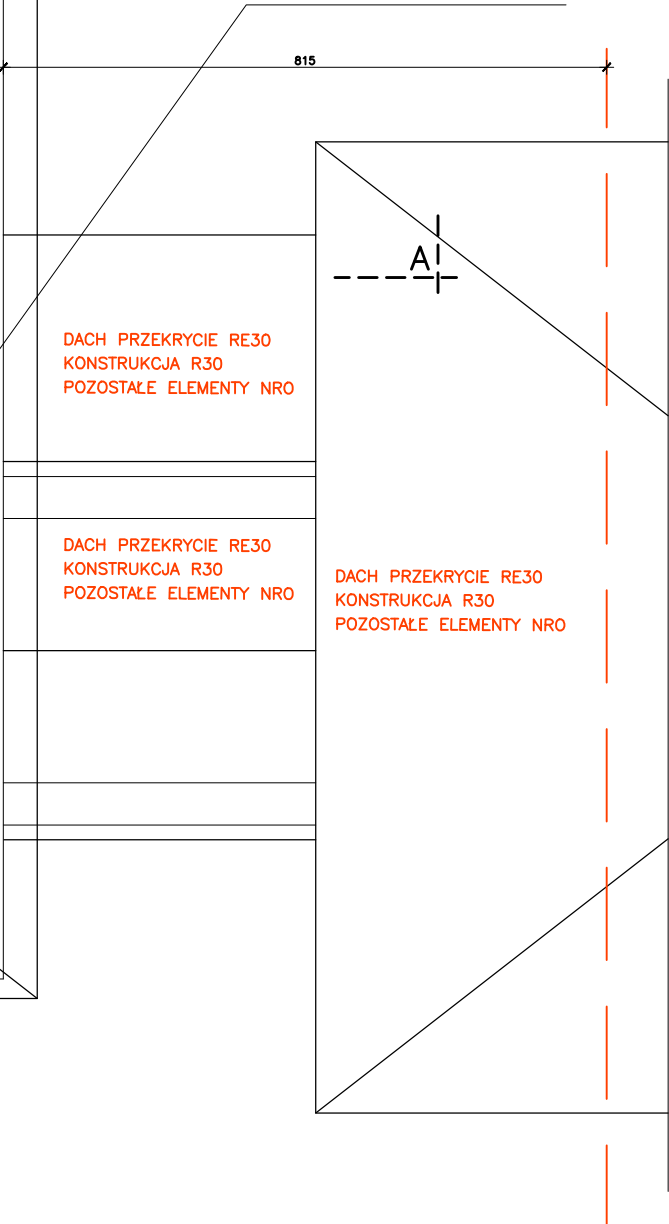 815
A
DACH PRZEKRYCIE RE30
KONSTRUKCJA R30
POZOSTAŁE ELEMENTY NRO
DACH PRZEKRYCIE RE30
KONSTRUKCJA R30
POZOSTAŁE ELEMENTY NRO
DACH PRZEKRYCIE RE30
KONSTRUKCJA R30
POZOSTAŁE ELEMENTY NRO